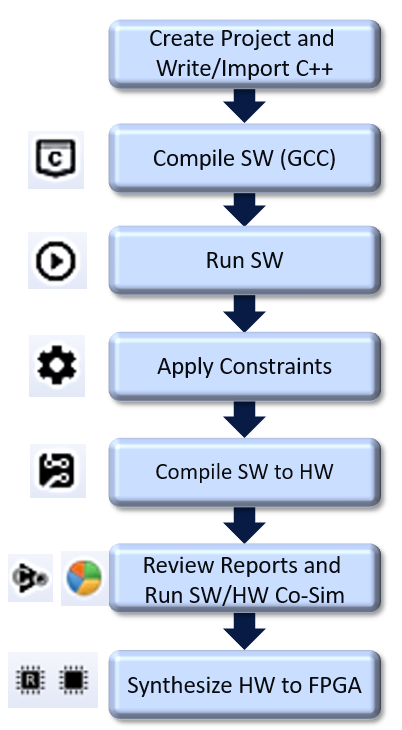 Create Project and
Write/Import C++
C
Compile SW (GCC)
Run SW
Apply Constraints
Compile SW to HW
Review Reports and
Run SW/HW Co-Sim
R
Synthesize HW to FPGA